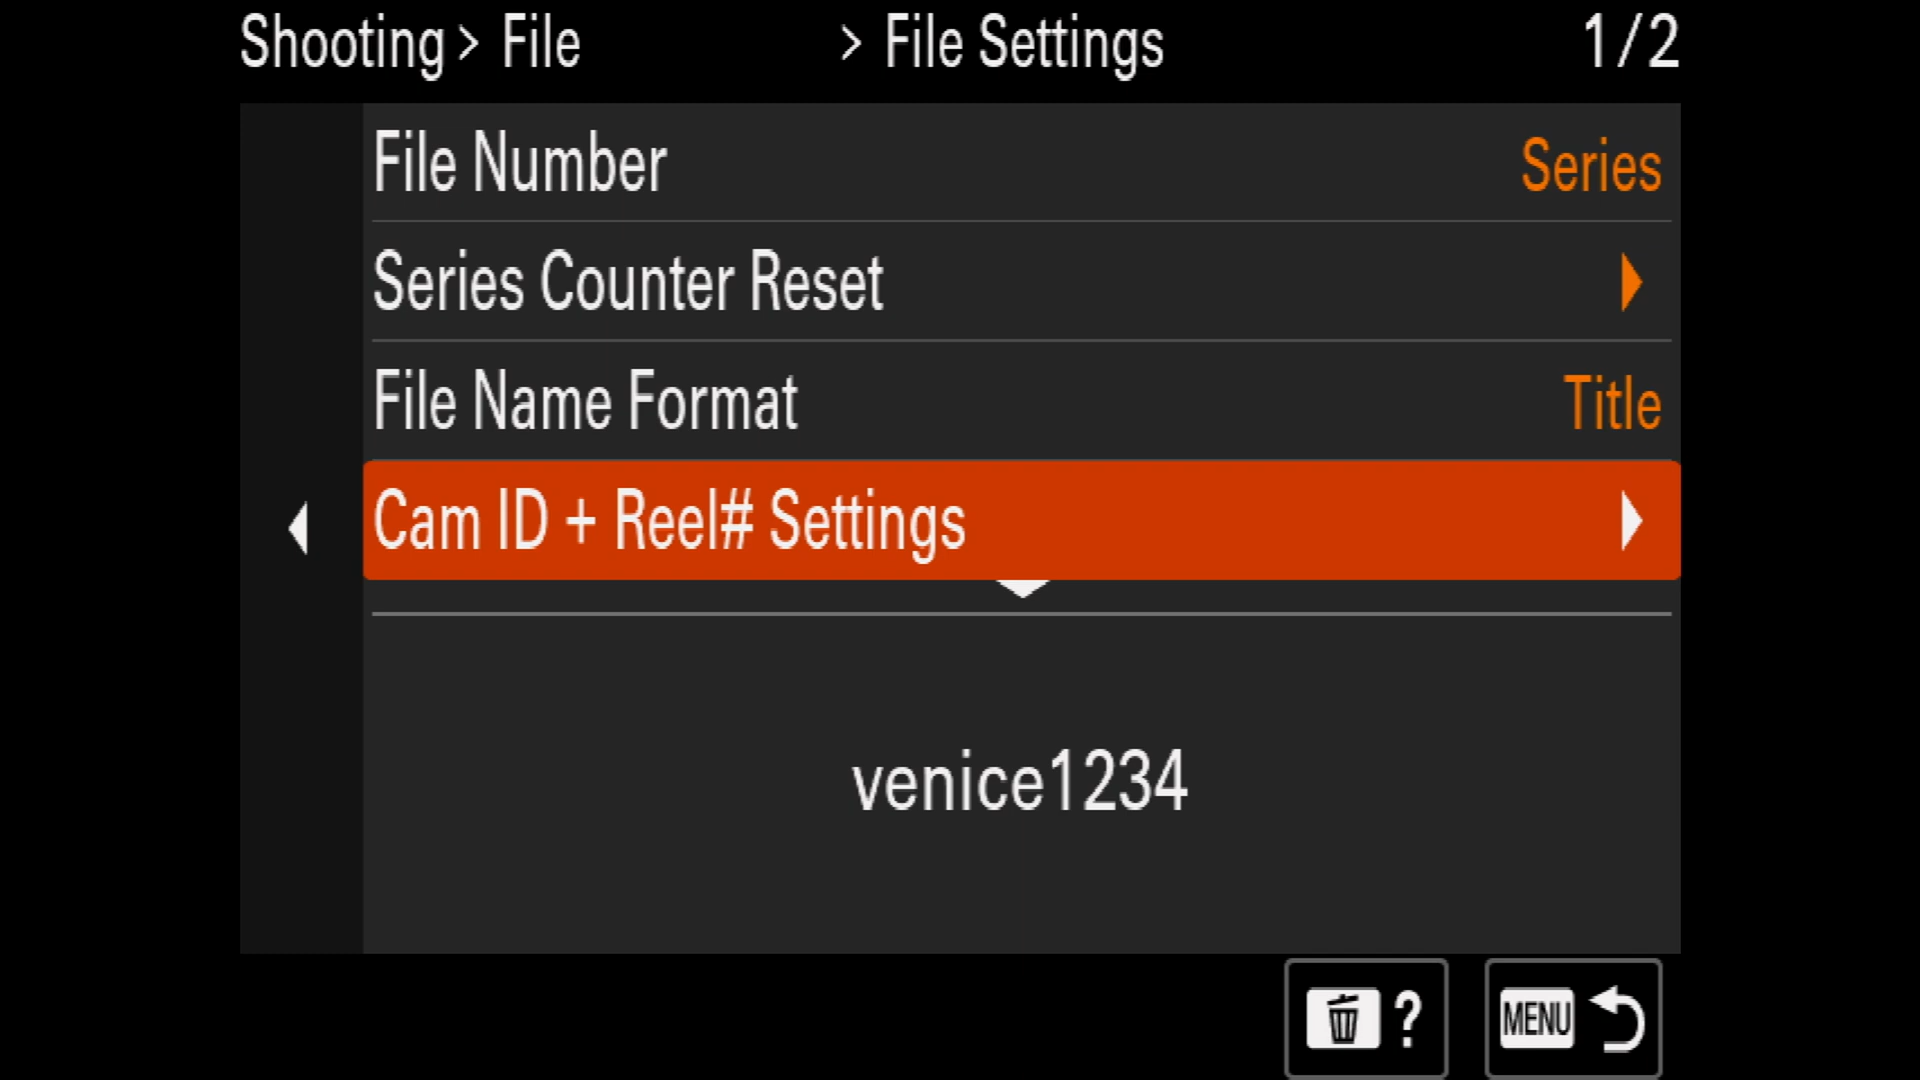 Shooting > File > File Settings 1/2
File Number Series
Series Counter Reset
File Name Format Title
Cam ID + Reel# Settings
venice1234
? MENU